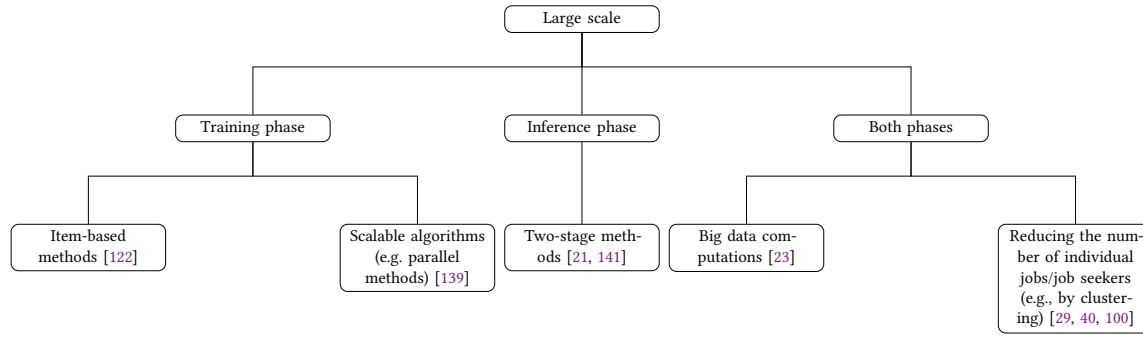 Large scale
Training phase
Inference phase
Both phases
Item-based
methods [122]
Scalable algorithms
(e.g. parallel
methods) [139]
Two-stage meth-
ods [21, 141]
Big data com-
putations [23]
Reducing the num-
ber of individual
jobs/job seekers
(e.g., by cluster-
ing) [29, 40, 100]